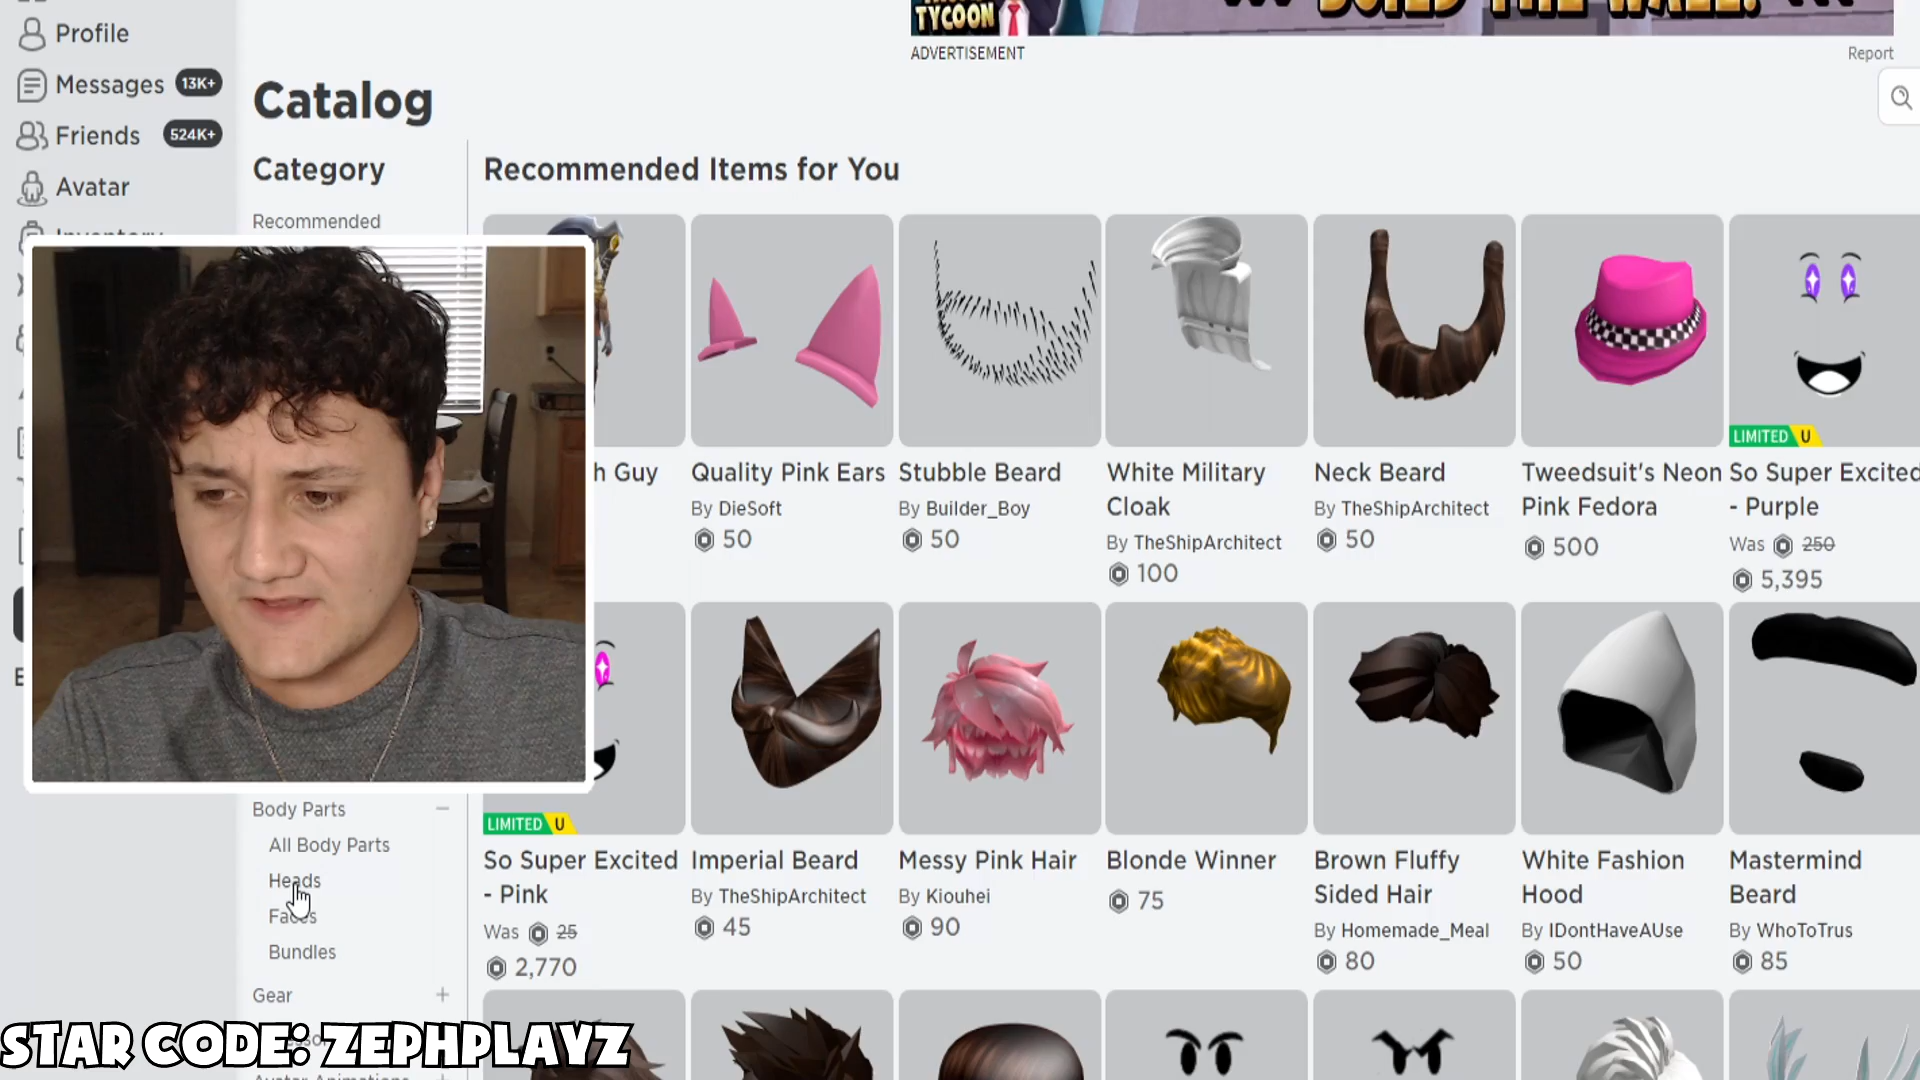 TYCOON
BUILD THE WALL!
ADVERTISEMENT
Report
Profile
Messages 13K+
Friends 524K+
Avatar
Inventory
Catalog
Category
Recommended
Recommended Items for You
h Guy
Quality Pink Ears
By DieSoft
50
Stubble Beard
By Builder_Boy
50
White Military
Cloak
By TheShipArchitect
100
Neck Beard
By TheShipArchitect
50
Tweedsuit's Neon
Pink Fedora
500
LIMITED U
So Super Excited
- Purple
Was 250
5,395
LIMITED U
So Super Excited
- Pink
Was 25
2,770
Imperial Beard
By TheShipArchitect
45
Messy Pink Hair
By Kiouhei
90
Blonde Winner
75
Brown Fluffy
Sided Hair
By Homemade_Meal
80
White Fashion
Hood
By IDontHaveAUse
50
Mastermind
Beard
By WhoToTrus
85
Body Parts
All Body Parts
Heads
Faces
Bundles
Gear
STAR CODE: ZEPHPLAYZ